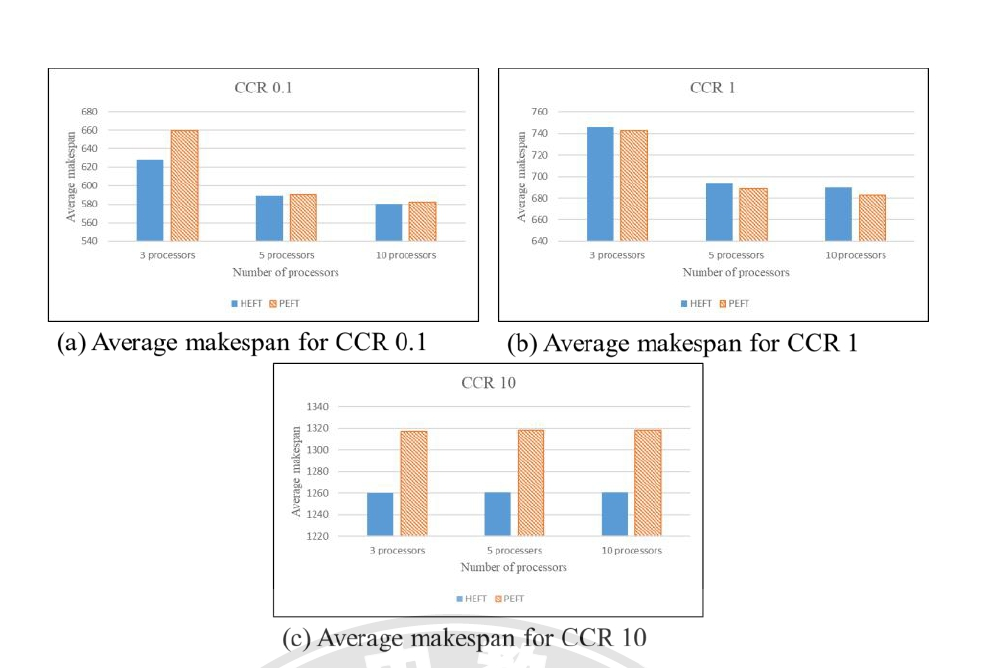 CCR 0.1
680
660
640
620
600
580
560
540
Average makespan
3 processors 5 processors 10 processors
Number of processors
HEFT PEFT
(a) Average makespan for CCR 0.1
CCR 1
760
740
720
700
680
660
640
Average makespan
3 processors 5 processors 10 processors
Number of processors
HEFT PEFT
(b) Average makespan for CCR 1
CCR 10
1340
1320
1300
1280
1260
1240
1220
Average makespan
3 processors 5 processers 10 processors
Number of processors
HEFT PEFT
(c) Average makespan for CCR 10